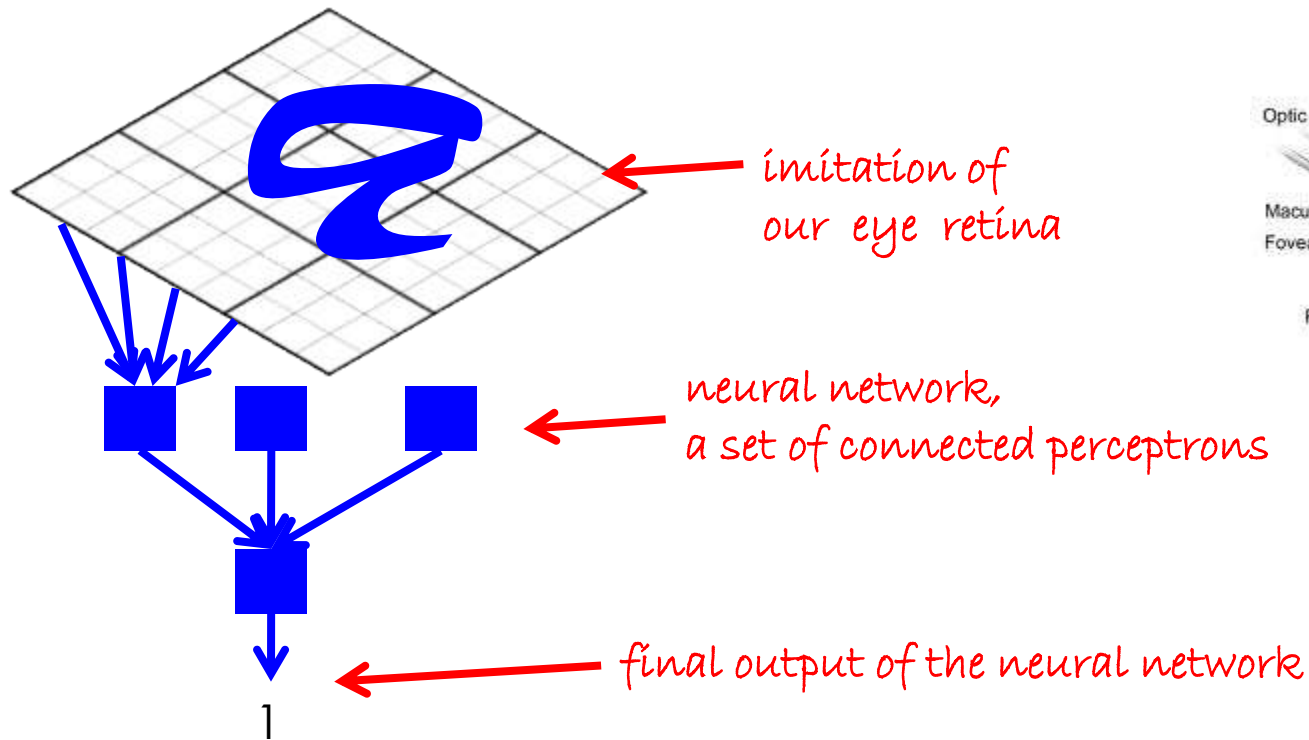 Optic
imitation of
our eye retina
Macu
Fovea
neural network,
a set of connected perceptrons
final output of the neural network
1